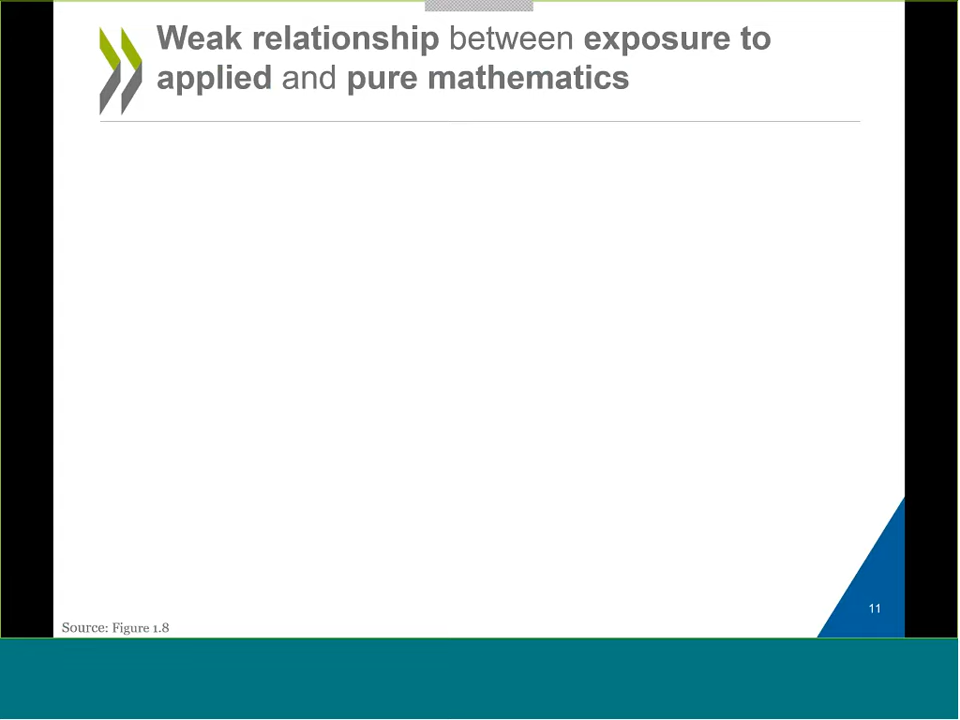 Weak relationship between exposure to
applied and pure mathematics
11
Source: Figure 1.8